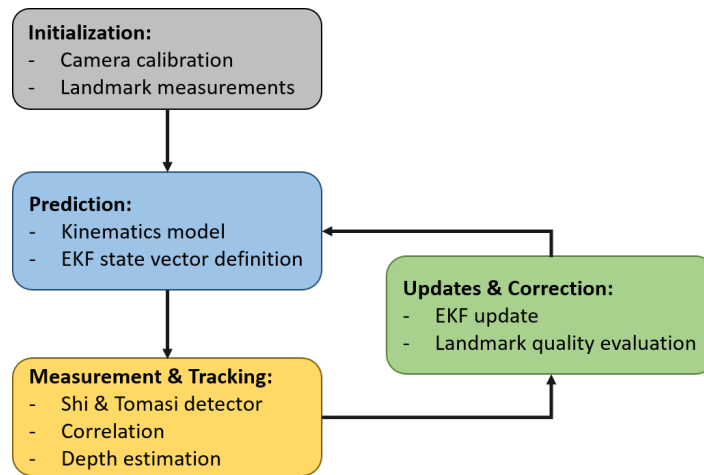 Initialization:
- Camera calibration
- Landmark measurements
Prediction:
- Kinematics model
- EKF state vector definition
Updates & Correction:
- EKF update
- Landmark quality evaluation
Measurement & Tracking:
- Shi & Tomasi detector
- Correlation
- Depth estimation